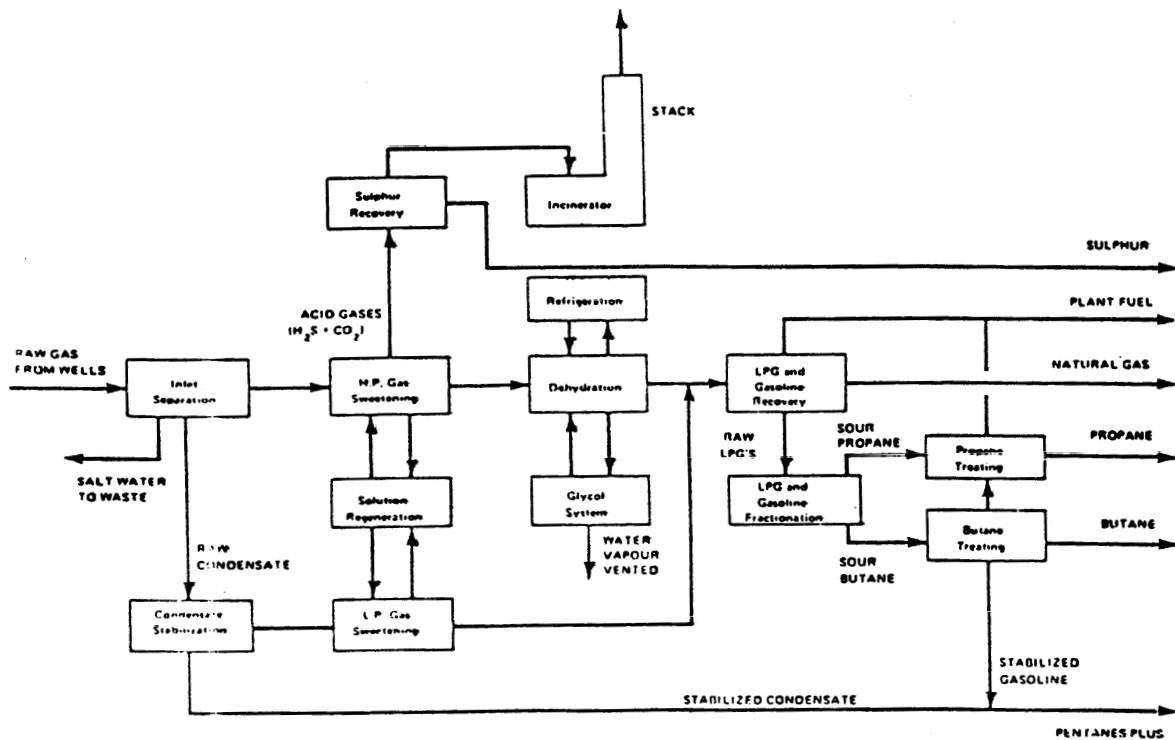 STACK
Sulphur
Recovery
Incinerator
SULPHUR
Refrigeration
PLANT FUEL
ACID GASES
(H₂S + CO₂)
RAW GAS
FROM WELLS
NATURAL GAS
Inlet
Separation
H.P. Gas
Sweetening
Dehydration
LPG and
Gasoline
Recovery
SOUR
PROPANE
RAW
LPG'S
PROPANE
Propane
Treating
SALT WATER
TO WASTE
Solution
Regeneration
Glycol
System
LPG and
Gasoline
Fractionation
BUTANE
Butane
Treating
WATER
VAPOUR
VENTED
RAW
CONDENSATE
SOUR
BUTANE
Condensate
Stabilization
L.P. Gas
Sweetening
STABILIZED
GASOLINE
STABILIZED CONDENSATE
PENTANES PLUS